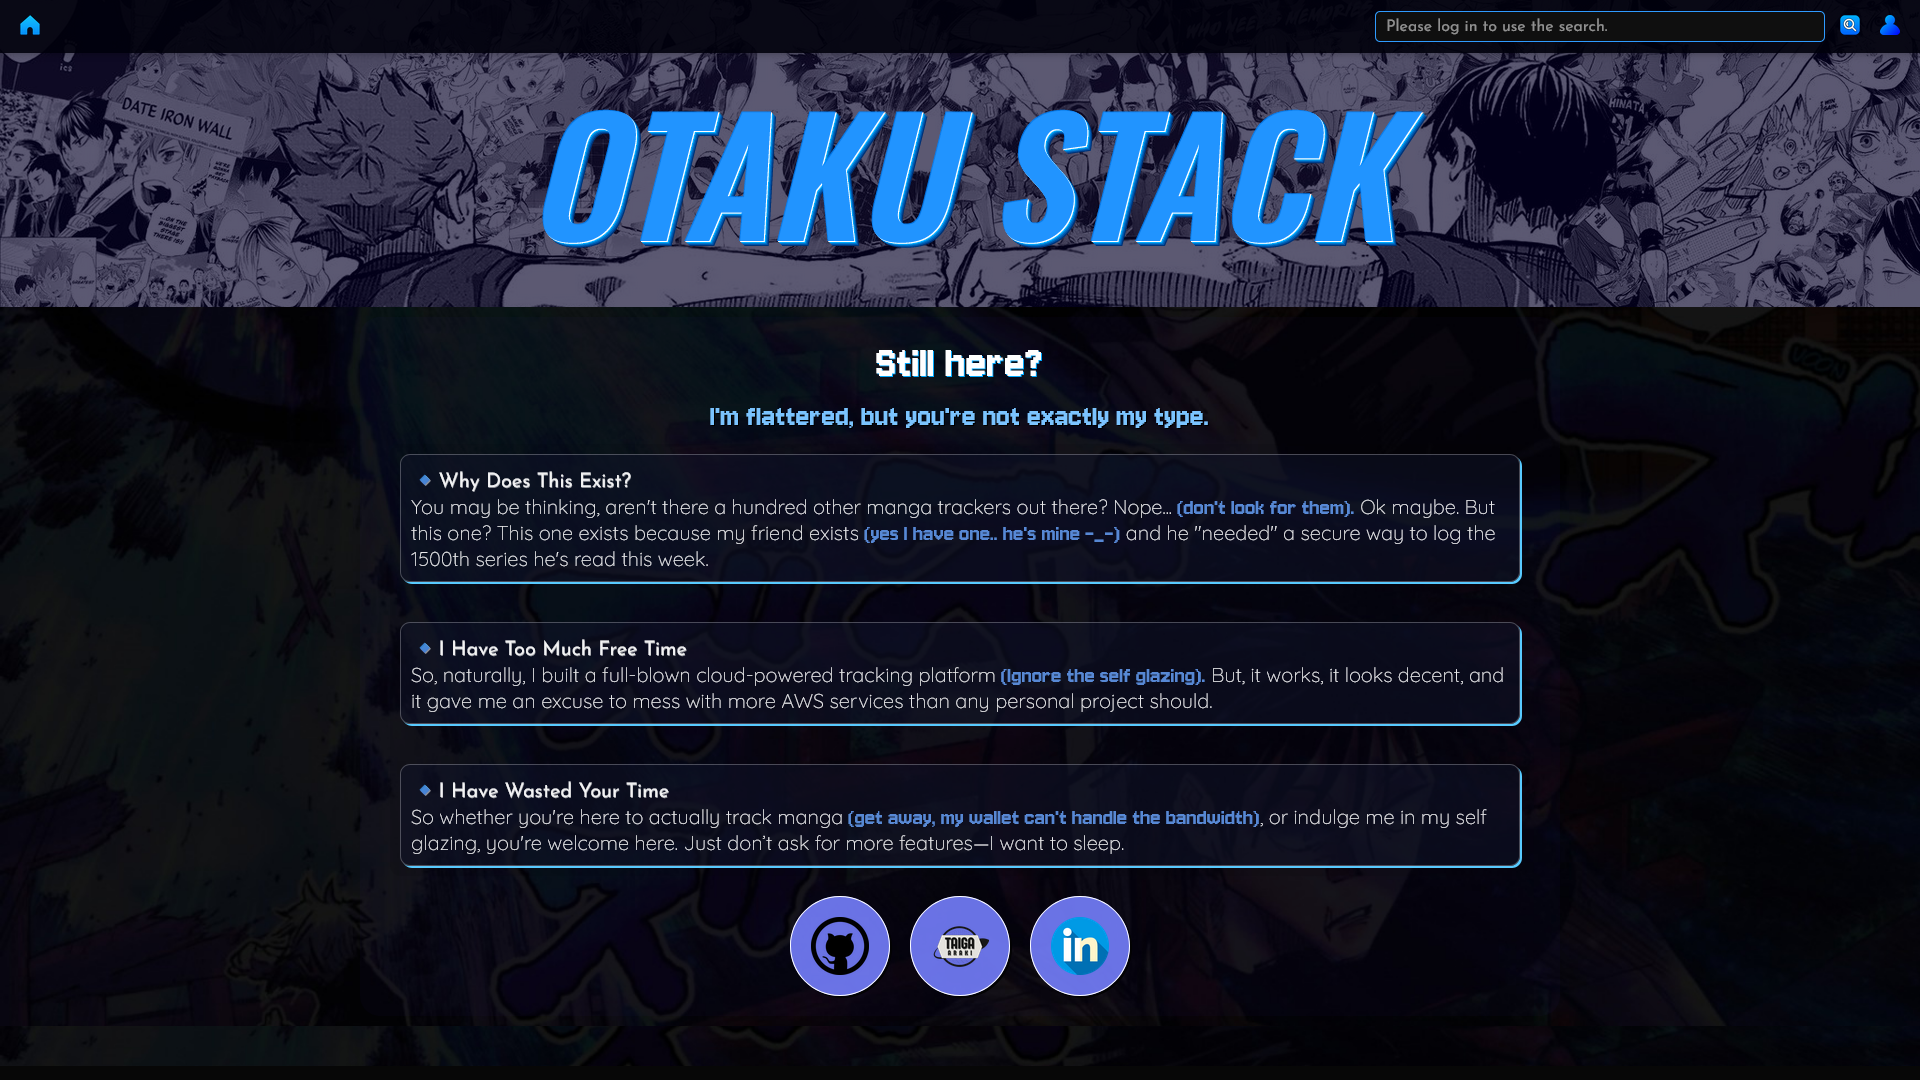 Please log in to use the search.
DATE IRON WALL
HINATA
OTAKU STACK
Still here?
I'm flattered, but you're not exactly my type.
Why Does This Exist?
You may be thinking, aren't there a hundred other manga trackers out there? Nope... (don't look for them). Ok maybe. But
this one? This one exists because my friend exists (yes I have one.. he's mine -_-) and he "needed" a secure way to log the
1500th series he's read this week.
I Have Too Much Free Time
So, naturally, I built a full-blown cloud-powered tracking platform (Ignore the self glazing). But, it works, it looks decent, and
it gave me an excuse to mess with more AWS services than any personal project should.
I Have Wasted Your Time
So whether you're here to actually track manga (get away, my wallet can't handle the bandwidth), or indulge me in my self
glazing, you're welcome here. Just don’t ask for more features—I want to sleep.
TAIGA
in